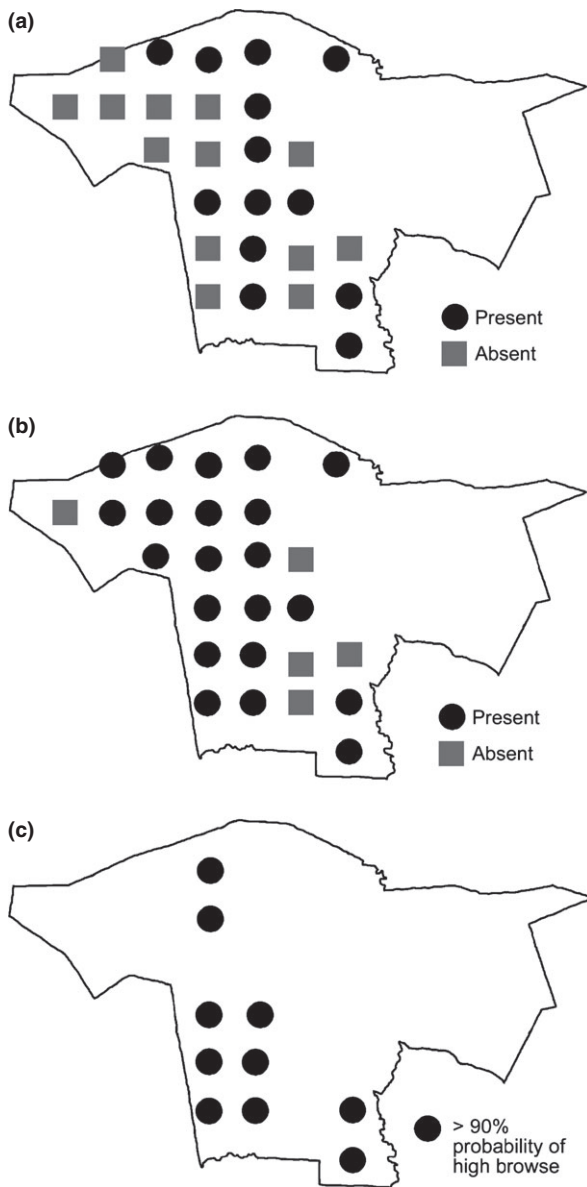 (a)
Present
Absent
(b)
Present
Absent
(c)
> 90%
probability of
high browse